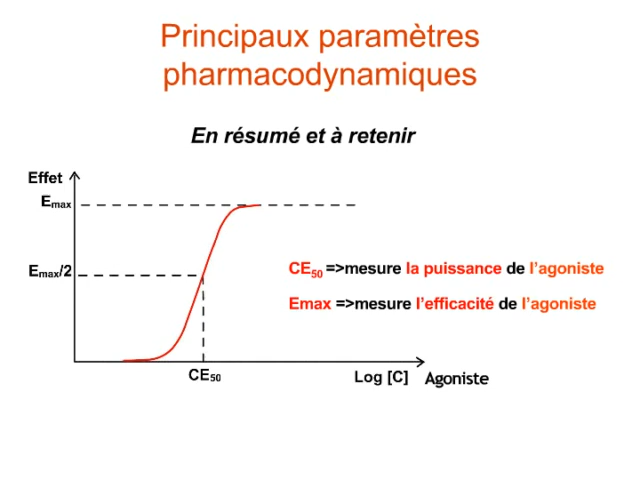 Principaux paramètres
pharmacodynamiques
En résumé et à retenir
Effet
Emax
Emax/2
CE50 =>mesure la puissance de l'agoniste
Emax =>mesure l'efficacité de l'agoniste
CE50
Log [C] Agoniste